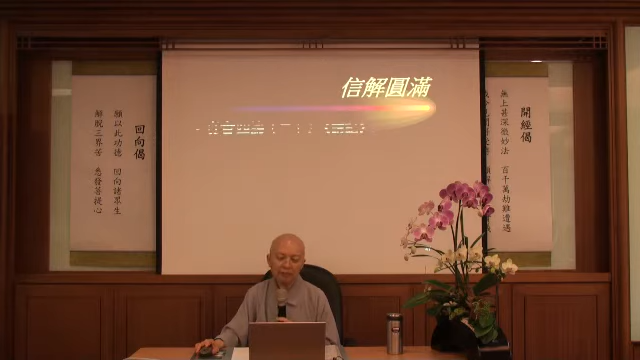 信解圓滿
開經偈
無上甚深微妙法 百千萬劫難遭遇
回向偈
願以此功德 回向諸眾生
解脫三界苦 悉發菩提心